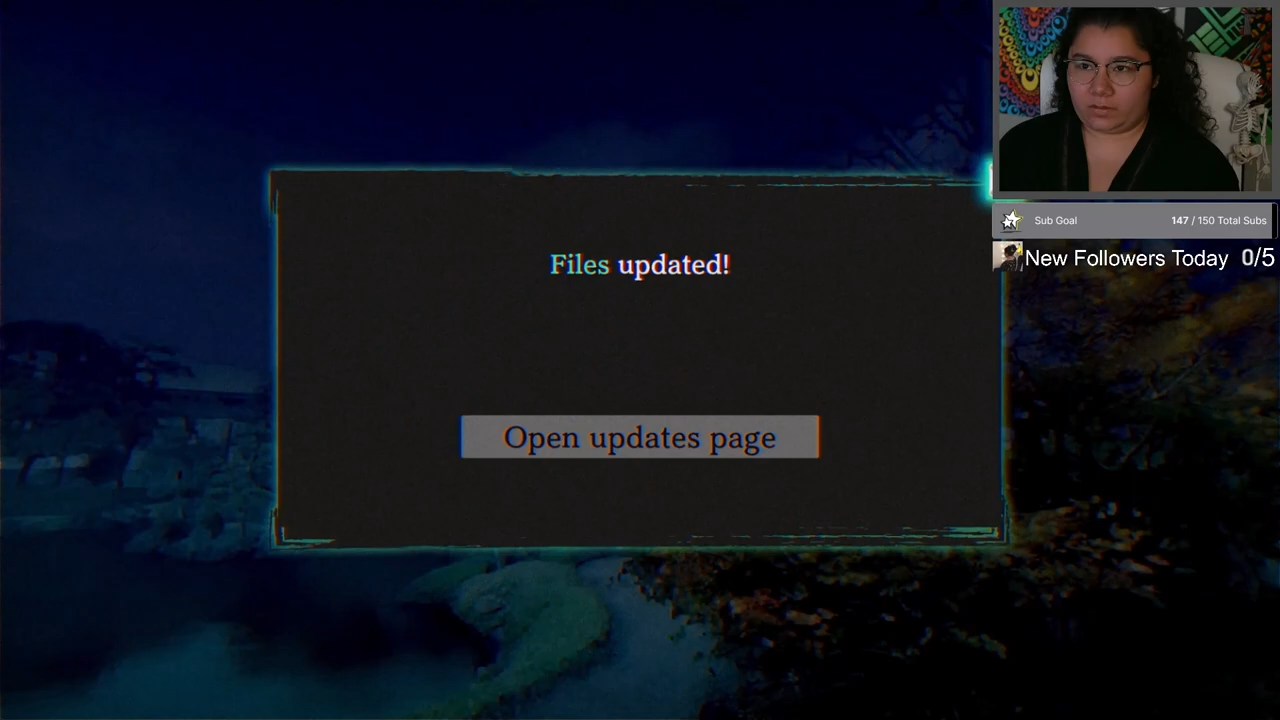 Sub Goal 147 / 150 Total Subs
New Followers Today 0/5
Files updated!
Open updates page